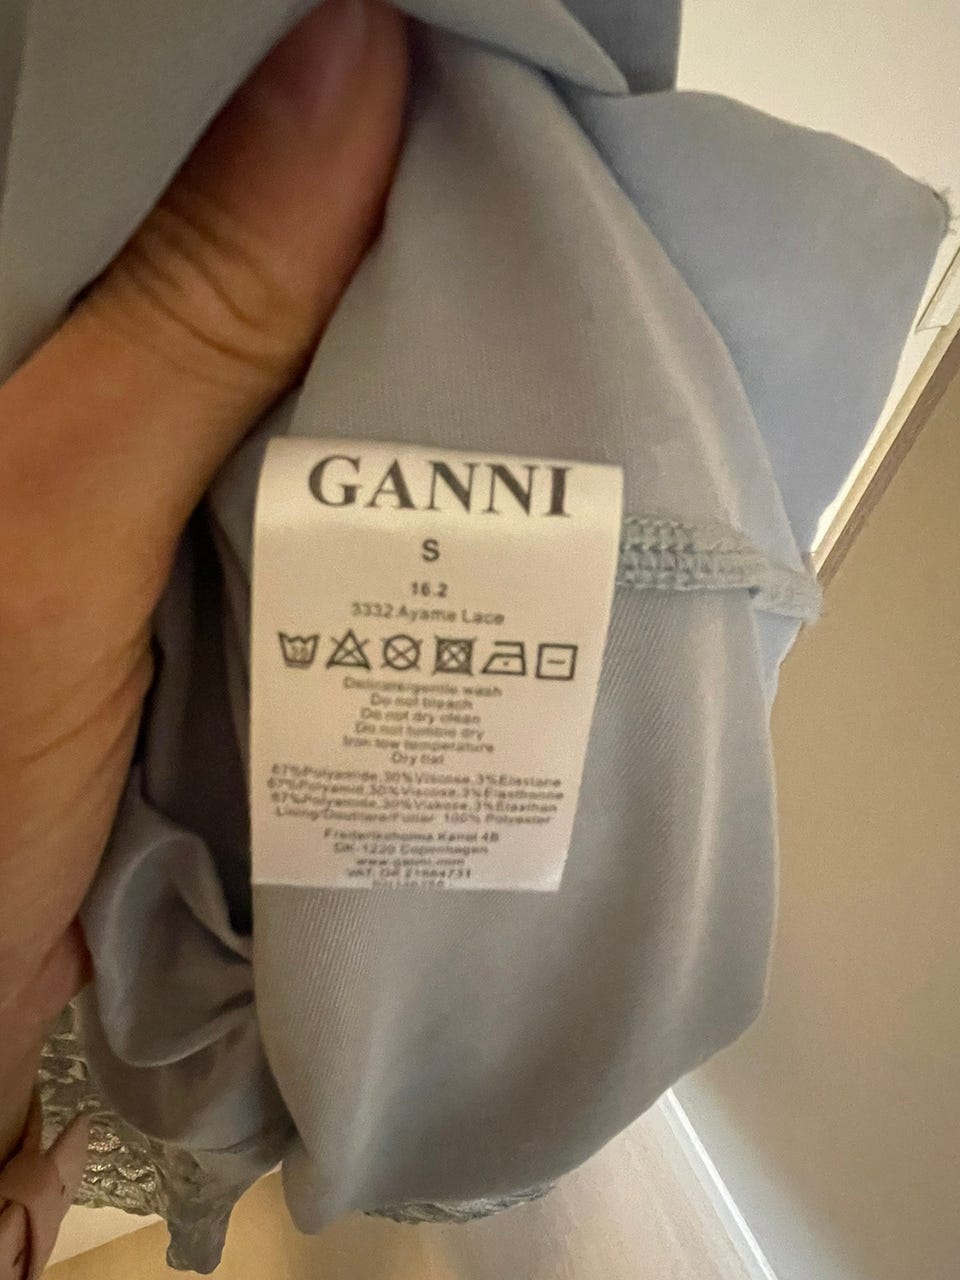 GANNI
S
16.2
3332 Ayame Lace
30
Delicate/gentle wash
Do not bleach
Do not dry clean
Do not tumble dry
Iron low temperature
Dry flat
67%Polyamide,30%Viscose,3%Elastane
67%Polyamid,30%Viscose,3%Elasthanne
67%Polyamide,30%Viskose,3%Elasthan
Lining/Doublure/Futter 100% Polyester
Frederiksholms Kanal 4B
DK-1220 Copenhagen
www.ganni.com
VAT: DK